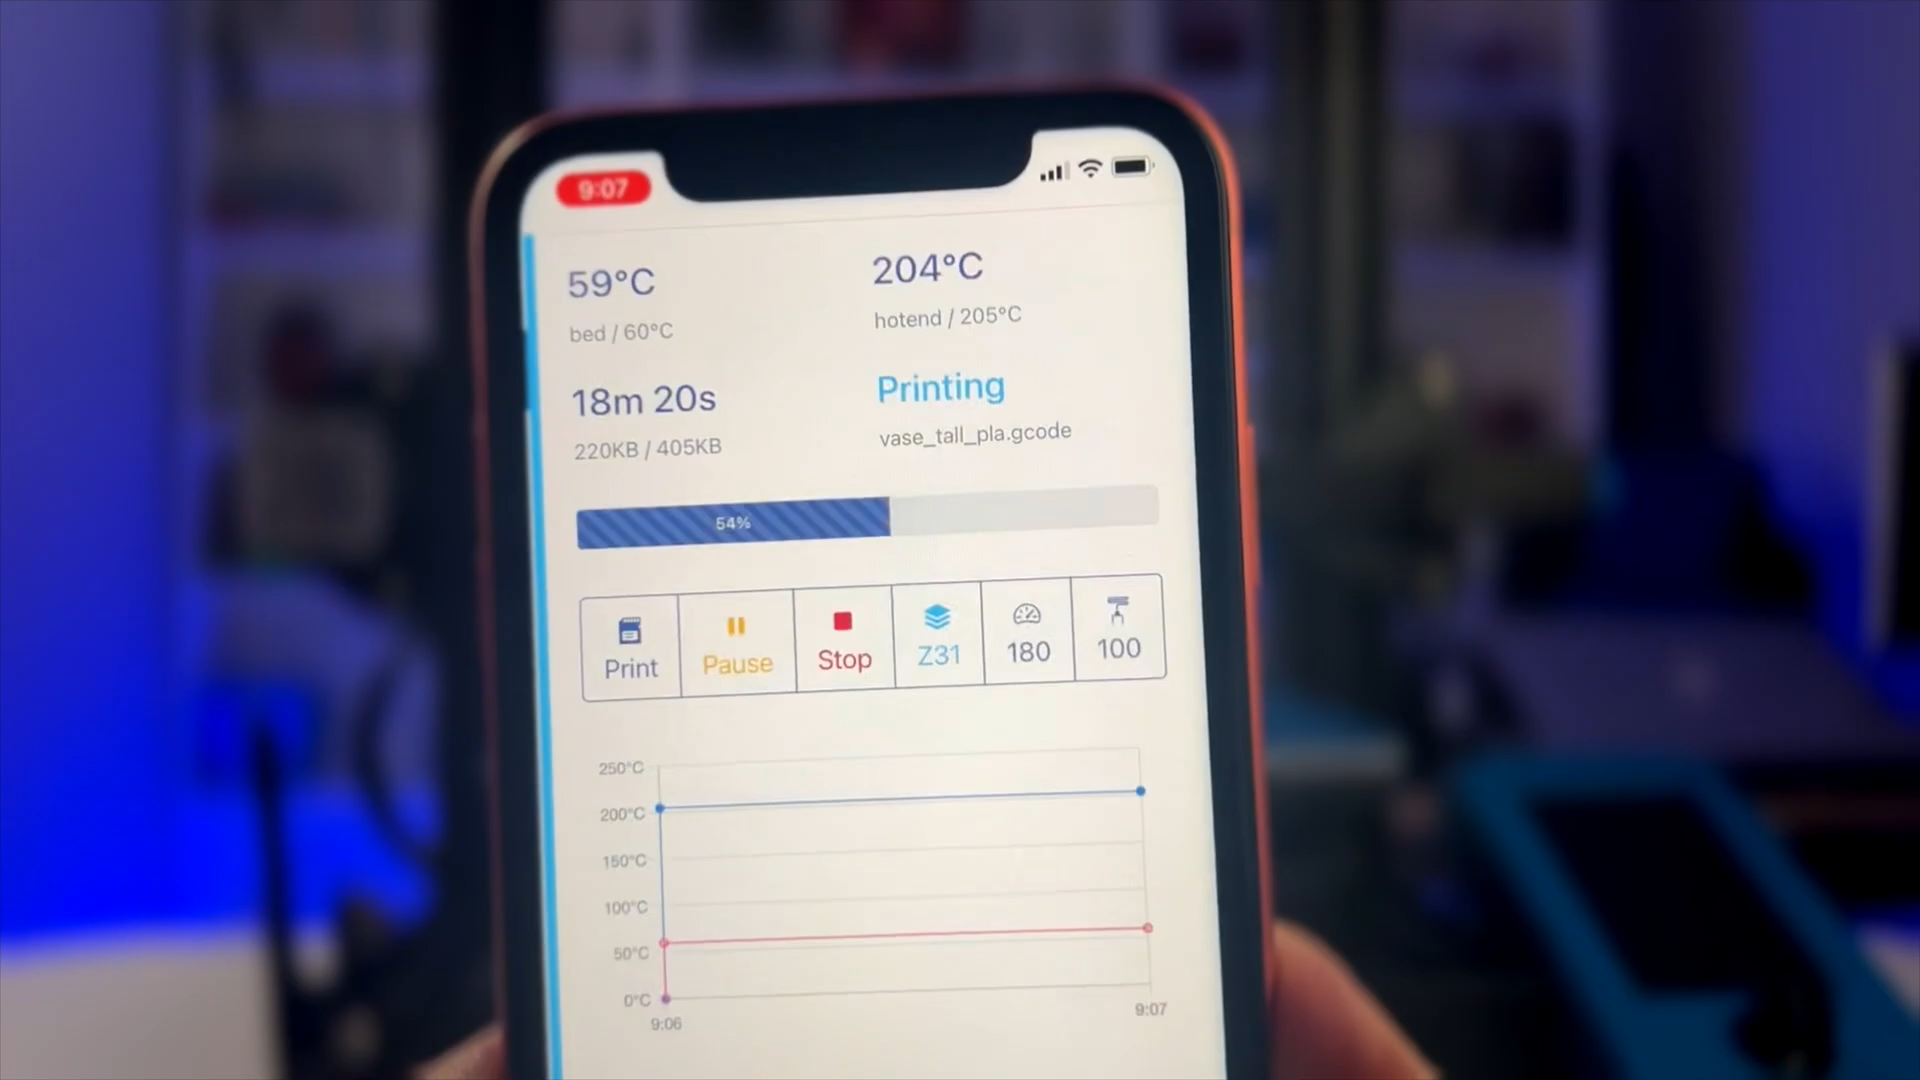 9:07
59°C
204°C
bed / 60°C
hotend / 205°C
18m 20s
Printing
220KB / 405KB
vase_tall_pla.gcode
54%
Print
Pause
Stop
Z31
180
100
250°C
200°C
150°C
100°C
50°C
0°C
9:06
9:07